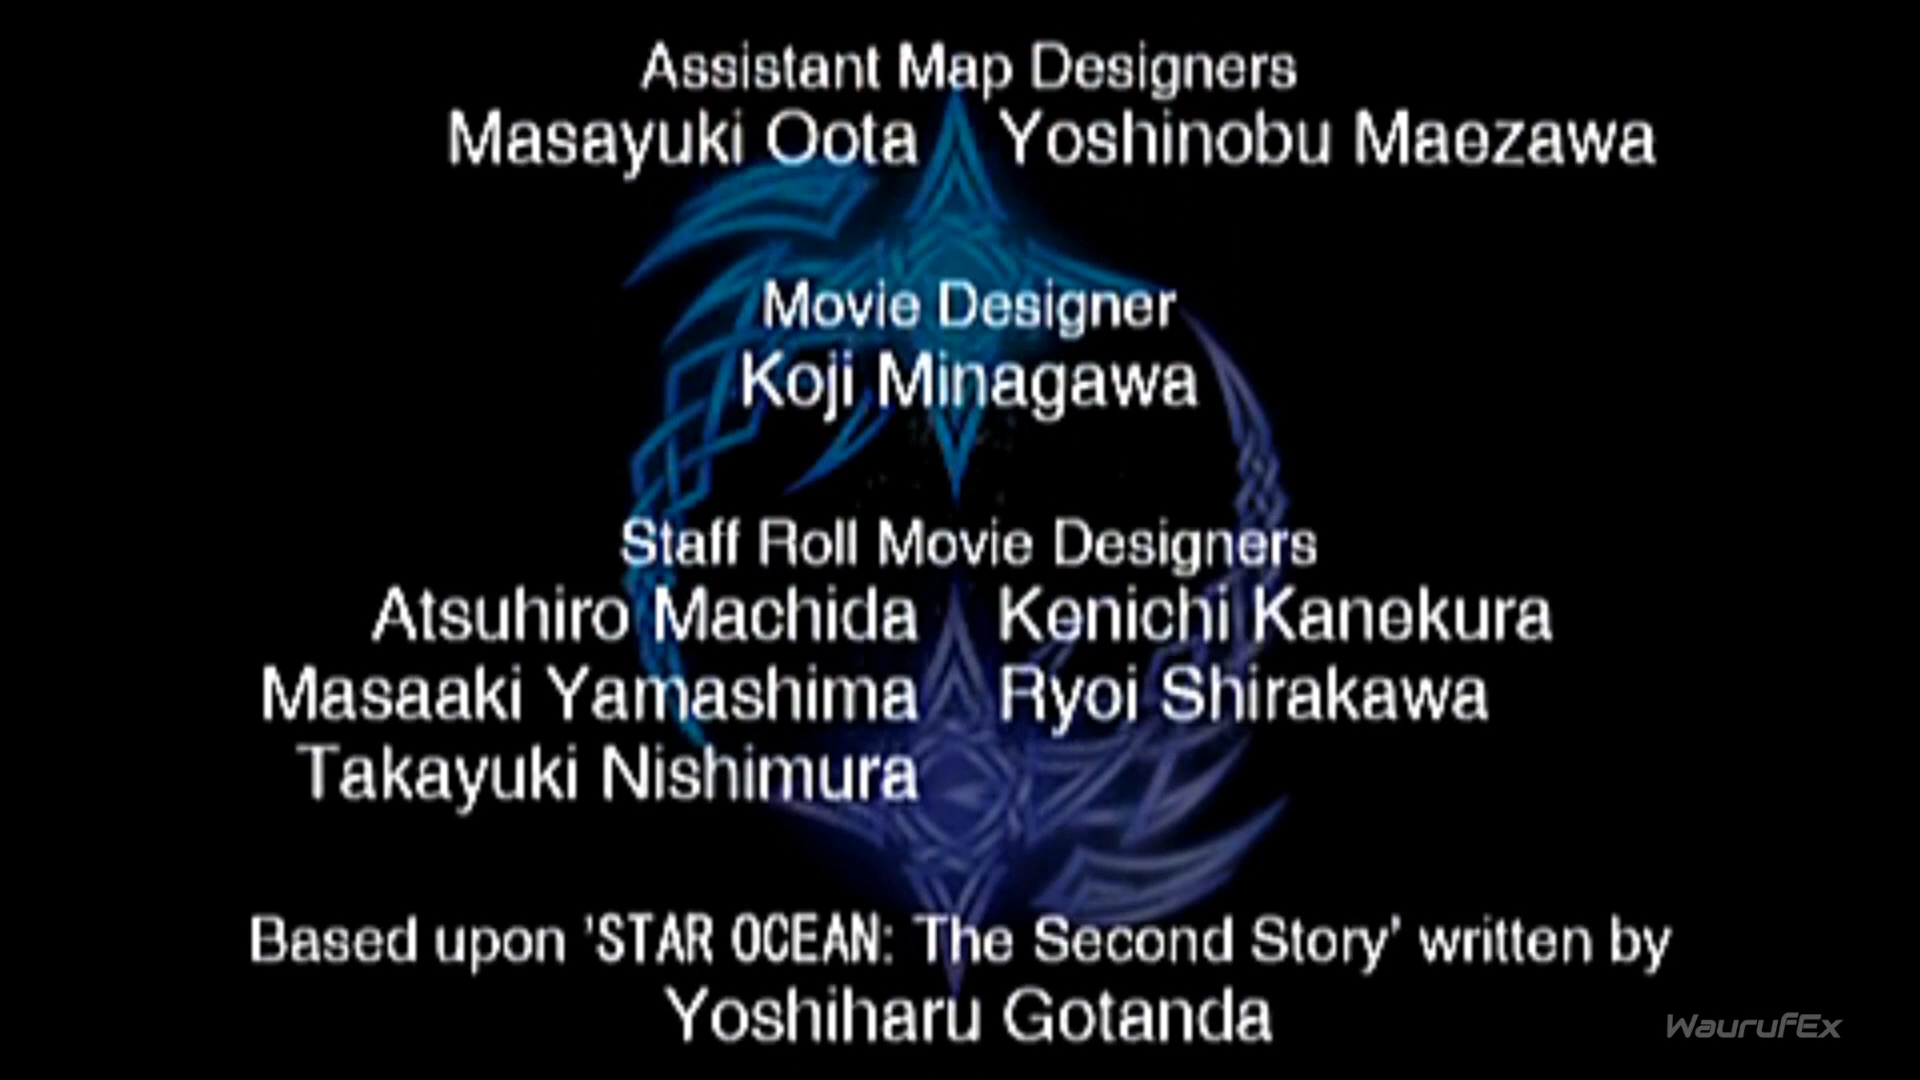 Assistant Map Designers
Masayuki Oota Yoshinobu Maezawa
Movie Designer
Koji Minagawa
Staff Roll Movie Designers
Atsuhiro Machida Kenichi Kanekura
Masaaki Yamashima Ryoi Shirakawa
Takayuki Nishimura
Based upon 'STAR OCEAN: The Second Story' written by
Yoshiharu Gotanda
WaurufEx